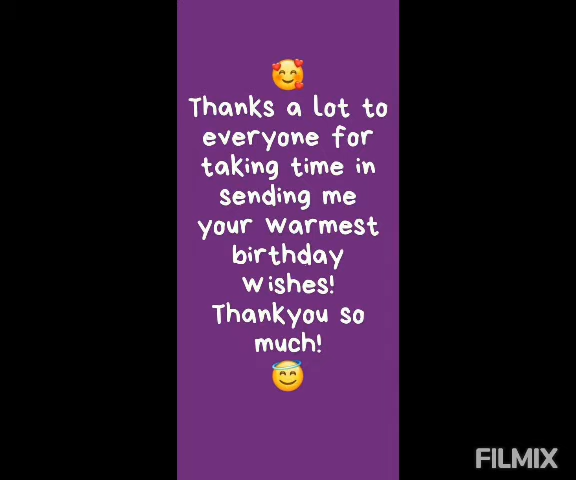 🥰
Thanks a lot to
everyone for
taking time in
sending me
your warmest
birthday
wishes!
Thankyou so
much!
😇
FILMIX